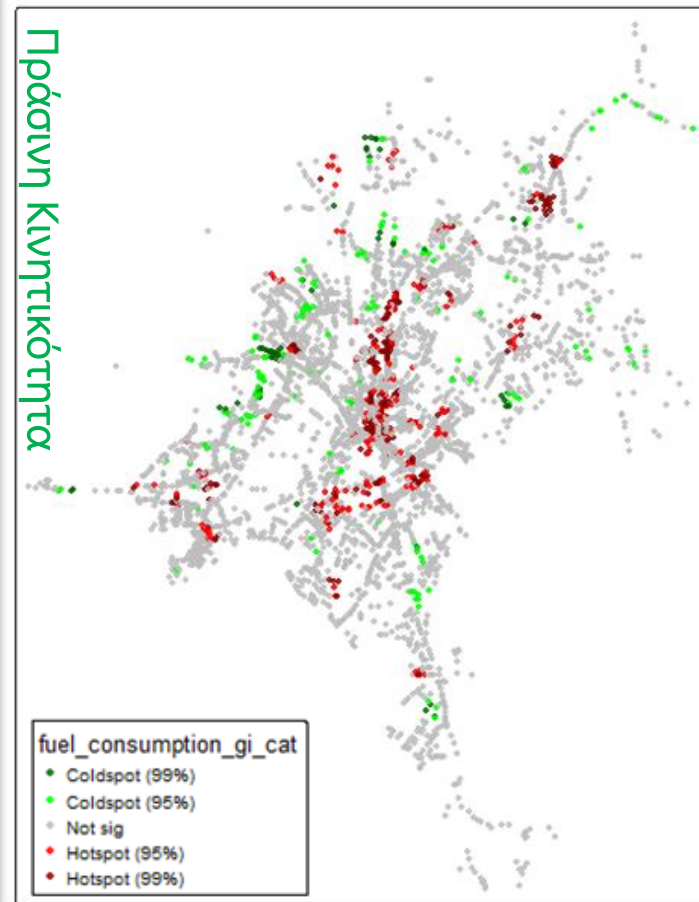 Πράσινη Κινητικότητα
fuel_consumption_gi_cat
Coldspot (99%)
Coldspot (95%)
Not sig
Hotspot (95%)
Hotspot (99%)